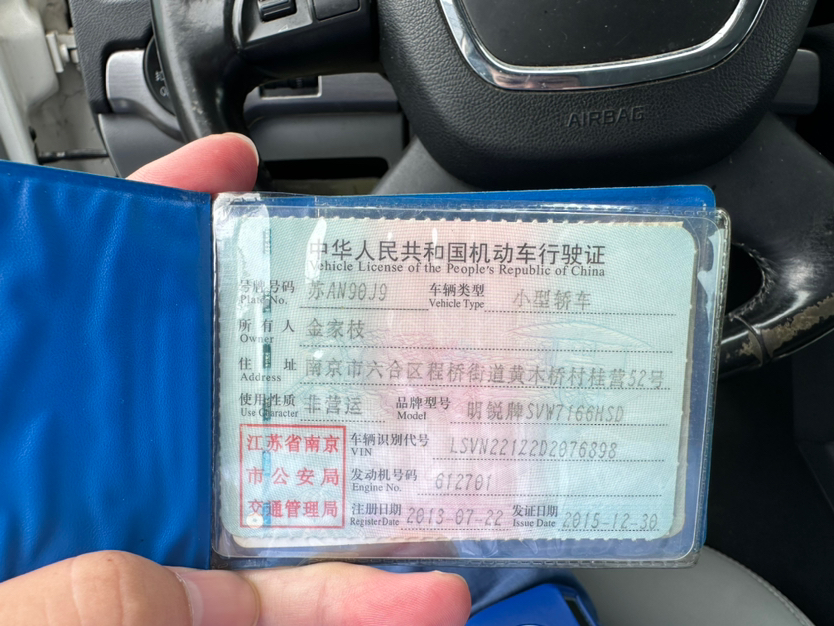 AIRBAG
中华人民共和国机动车行驶证
Vehicle License of the People's Republic of China
号牌号码 苏AN90J9 车辆类型 小型轿车
Plate No. Vehicle Type
所有人 金家枝
Owner
住址 南京市六合区程桥街道黄木桥村桂营52号
Address
使用性质 非营运 品牌型号 明锐牌SVW7166HSD
Use Character Model
江苏省南京
市公安局
交通管理局
车辆识别代号 LSVN221Z2D2076898
VIN
发动机号码 612701
Engine No.
注册日期 2013-07-22 发证日期 2015-12-30
Register Date Issue Date